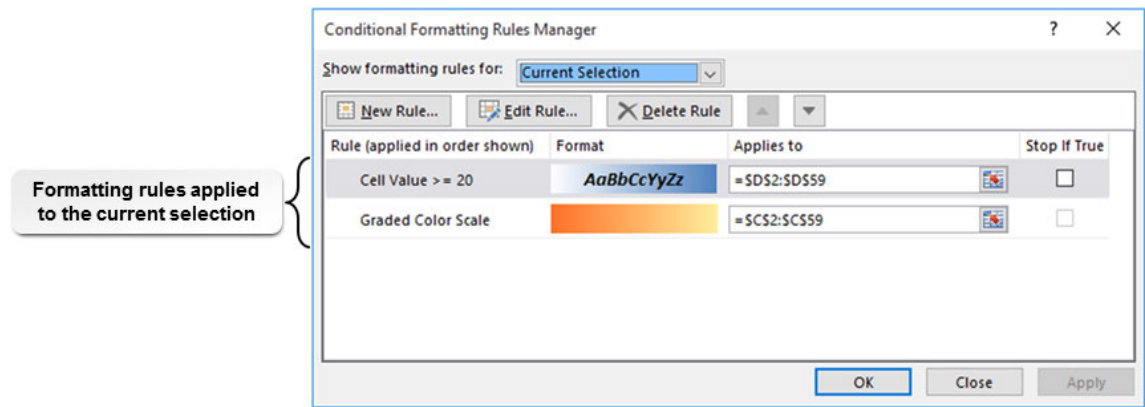 Conditional Formatting Rules Manager ? ×
Show formatting rules for: Current Selection
New Rule... Edit Rule... Delete Rule
Rule (applied in order shown) Format Applies to Stop If True
Cell Value >= 20 AaBbCcYyZz =$D$2:$D$59
Graded Color Scale =$C$2:$C$59
Formatting rules applied
to the current selection
OK Close Apply